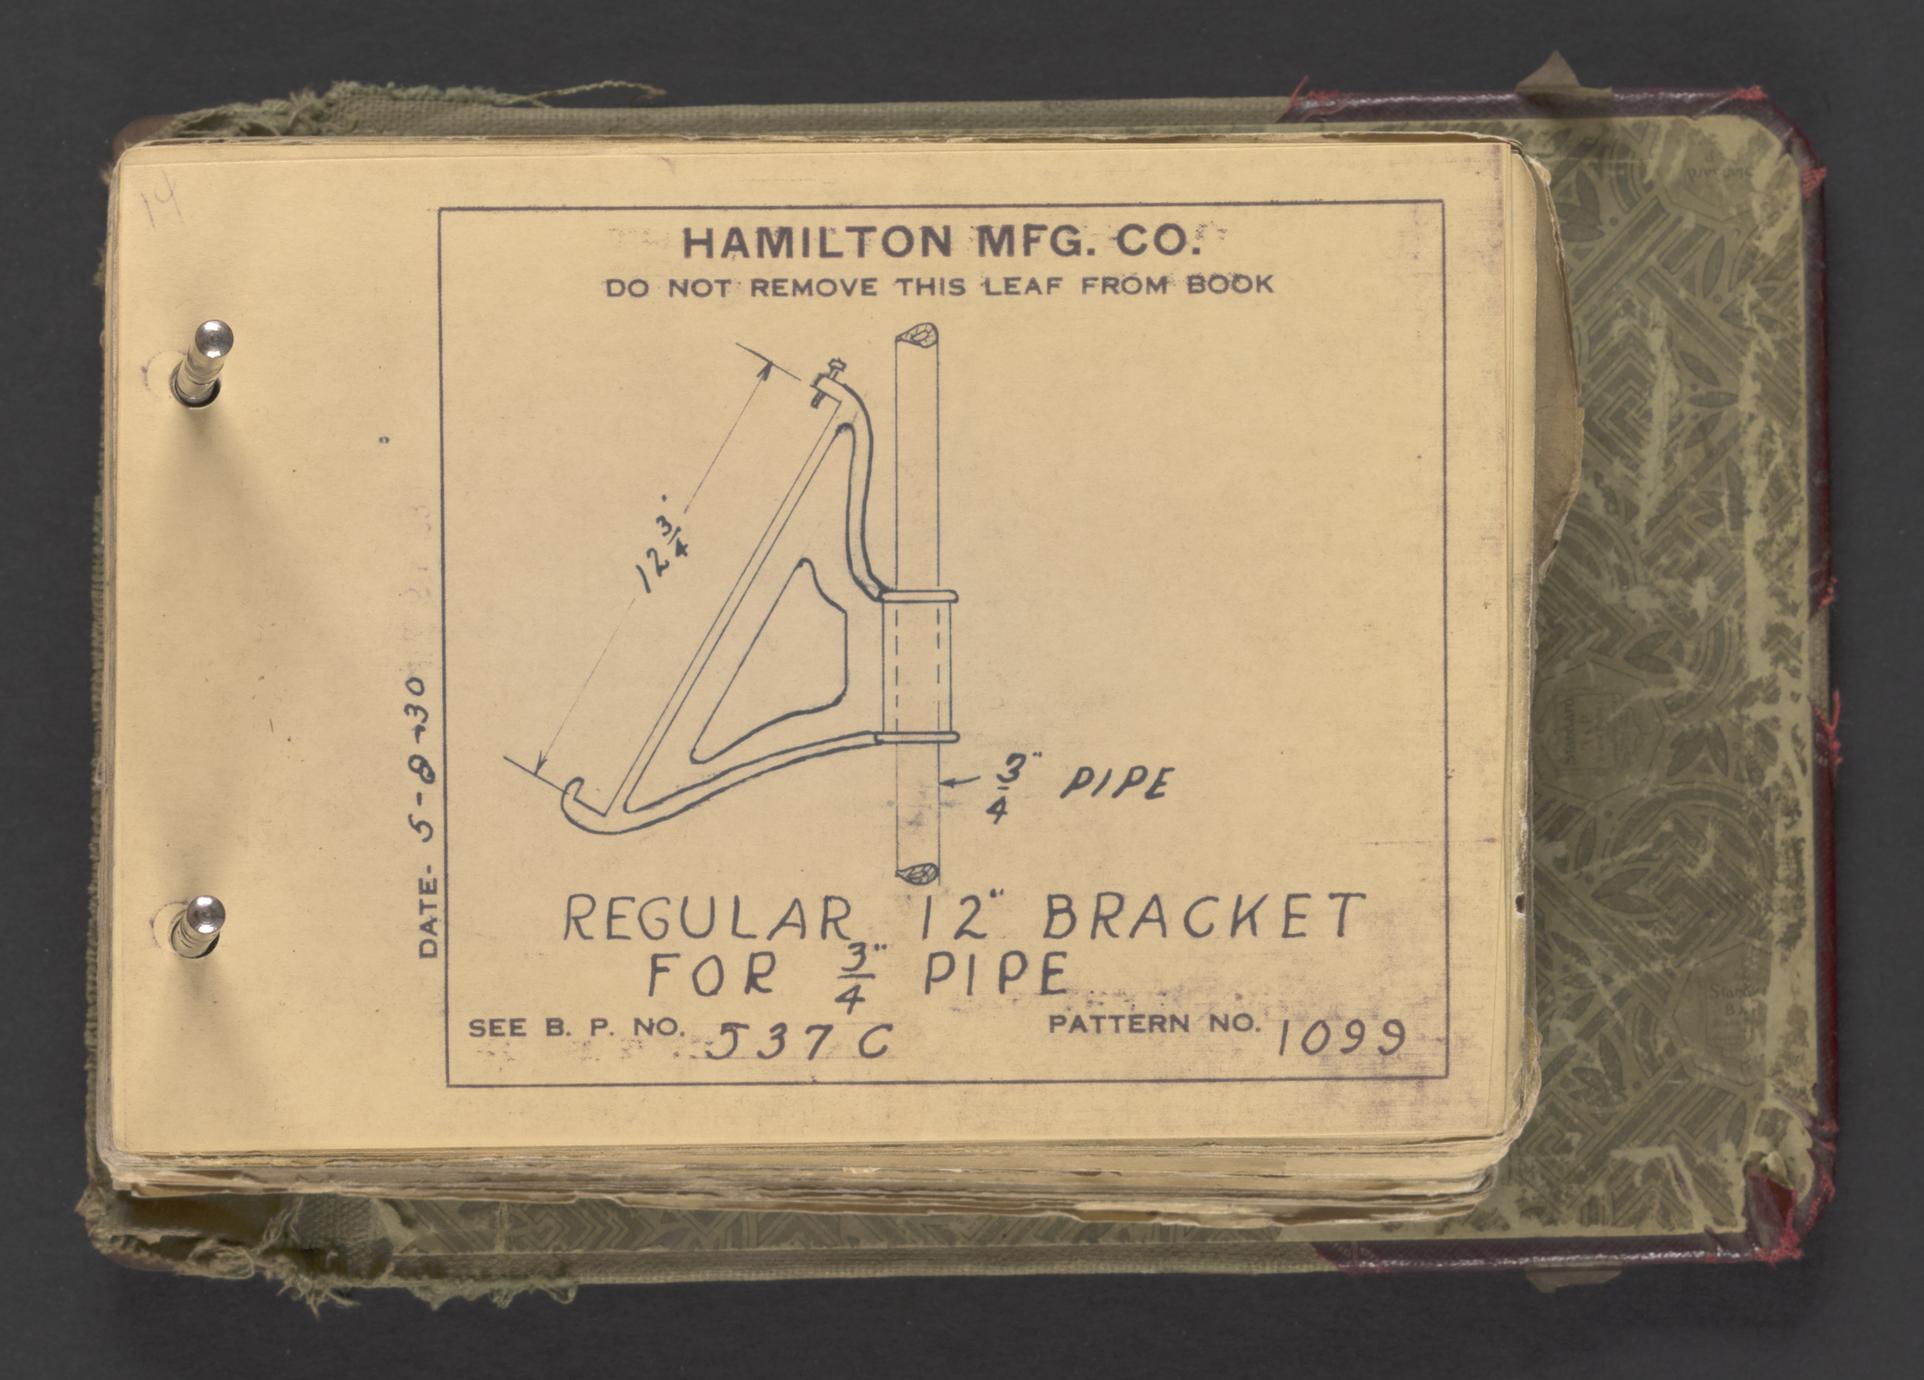 14
HAMILTON MFG. CO.
DO NOT REMOVE THIS LEAF FROM BOOK
12 3/4"
3/4" PIPE
DATE- 5-8-30
REGULAR 12" BRACKET
FOR 3/4" PIPE
SEE B. P. NO. 537 C
PATTERN NO. 1099